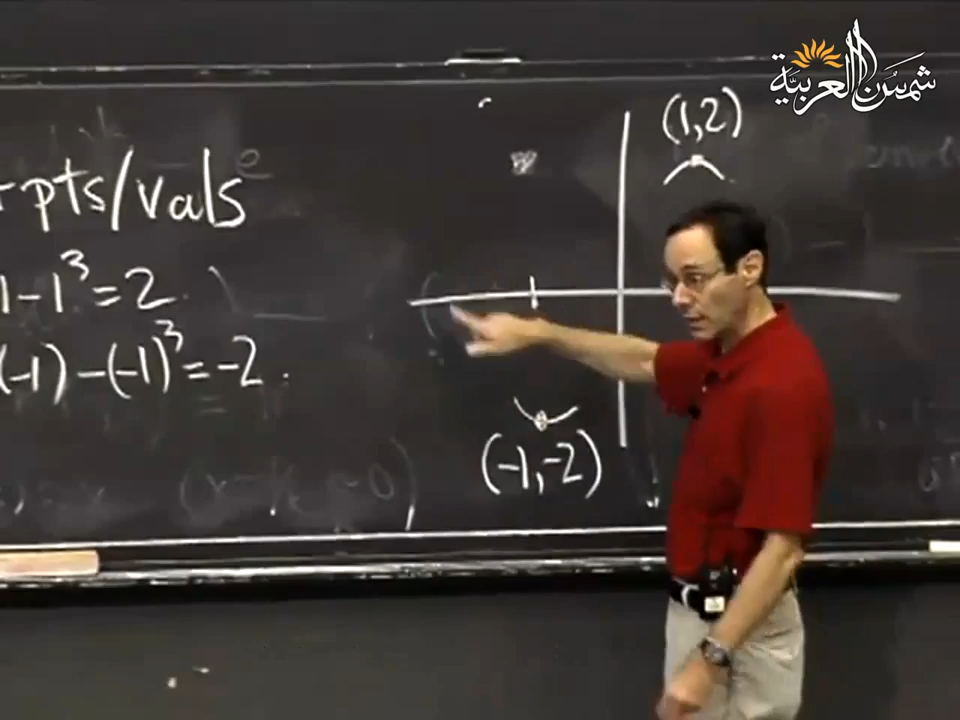 شمس العربية
(1,2)
pts/vals
1-1³=2.
(-1)-(-1)³=-2.
(-1,-2)